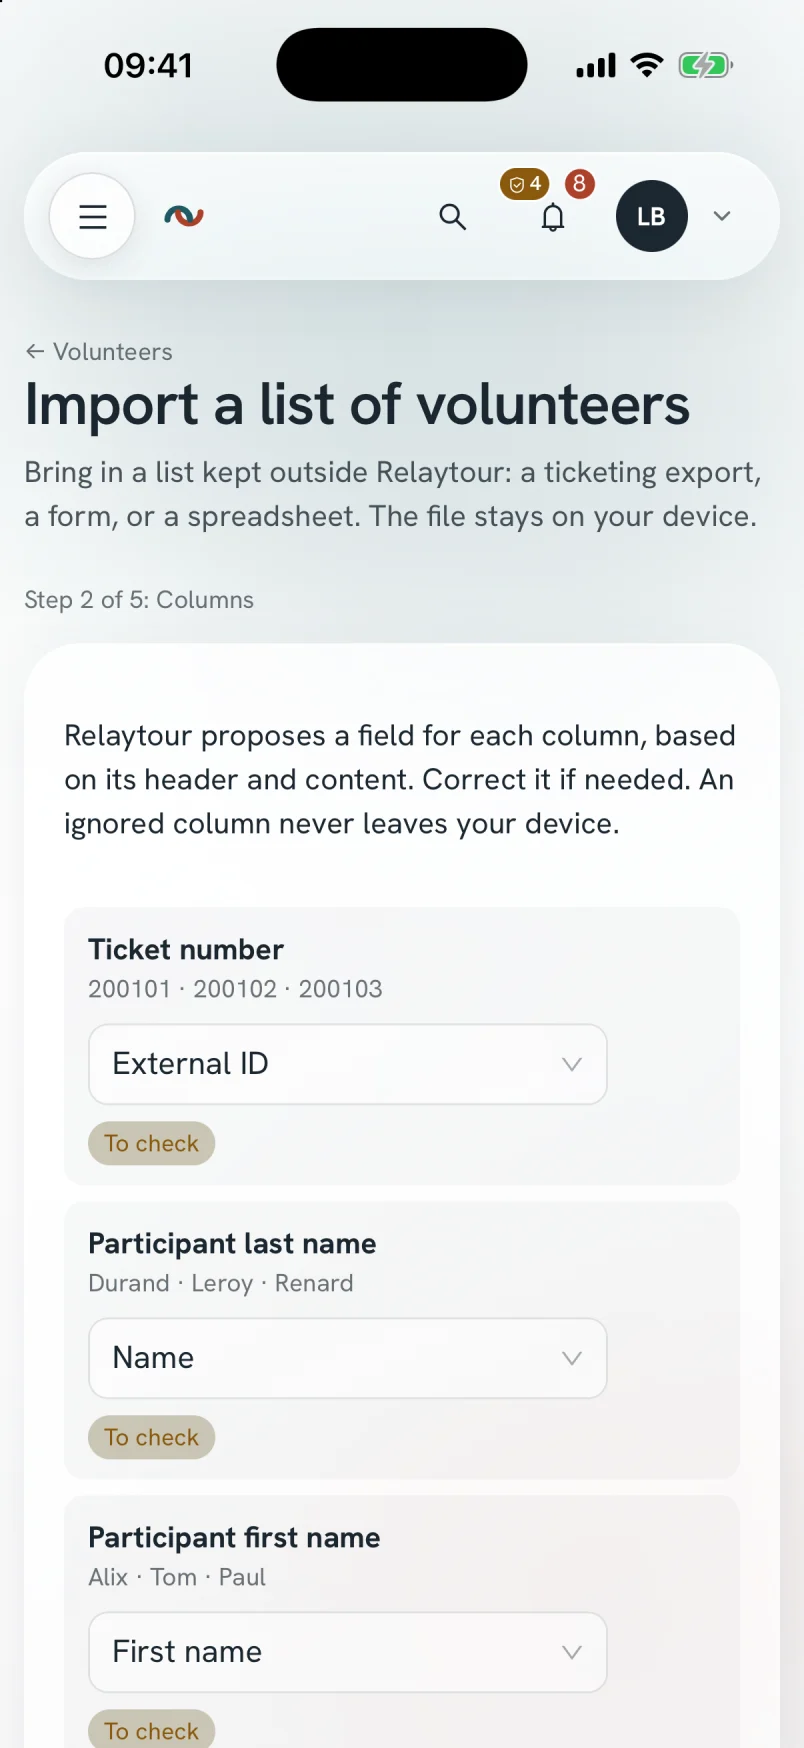 09:41
4
8
LB
← Volunteers
Import a list of volunteers
Bring in a list kept outside Relaytour: a ticketing export,
a form, or a spreadsheet. The file stays on your device.
Step 2 of 5: Columns
Relaytour proposes a field for each column, based
on its header and content. Correct it if needed. An
ignored column never leaves your device.
Ticket number
200101 · 200102 · 200103
External ID
To check
Participant last name
Durand · Leroy · Renard
Name
To check
Participant first name
Alix · Tom · Paul
First name
To check